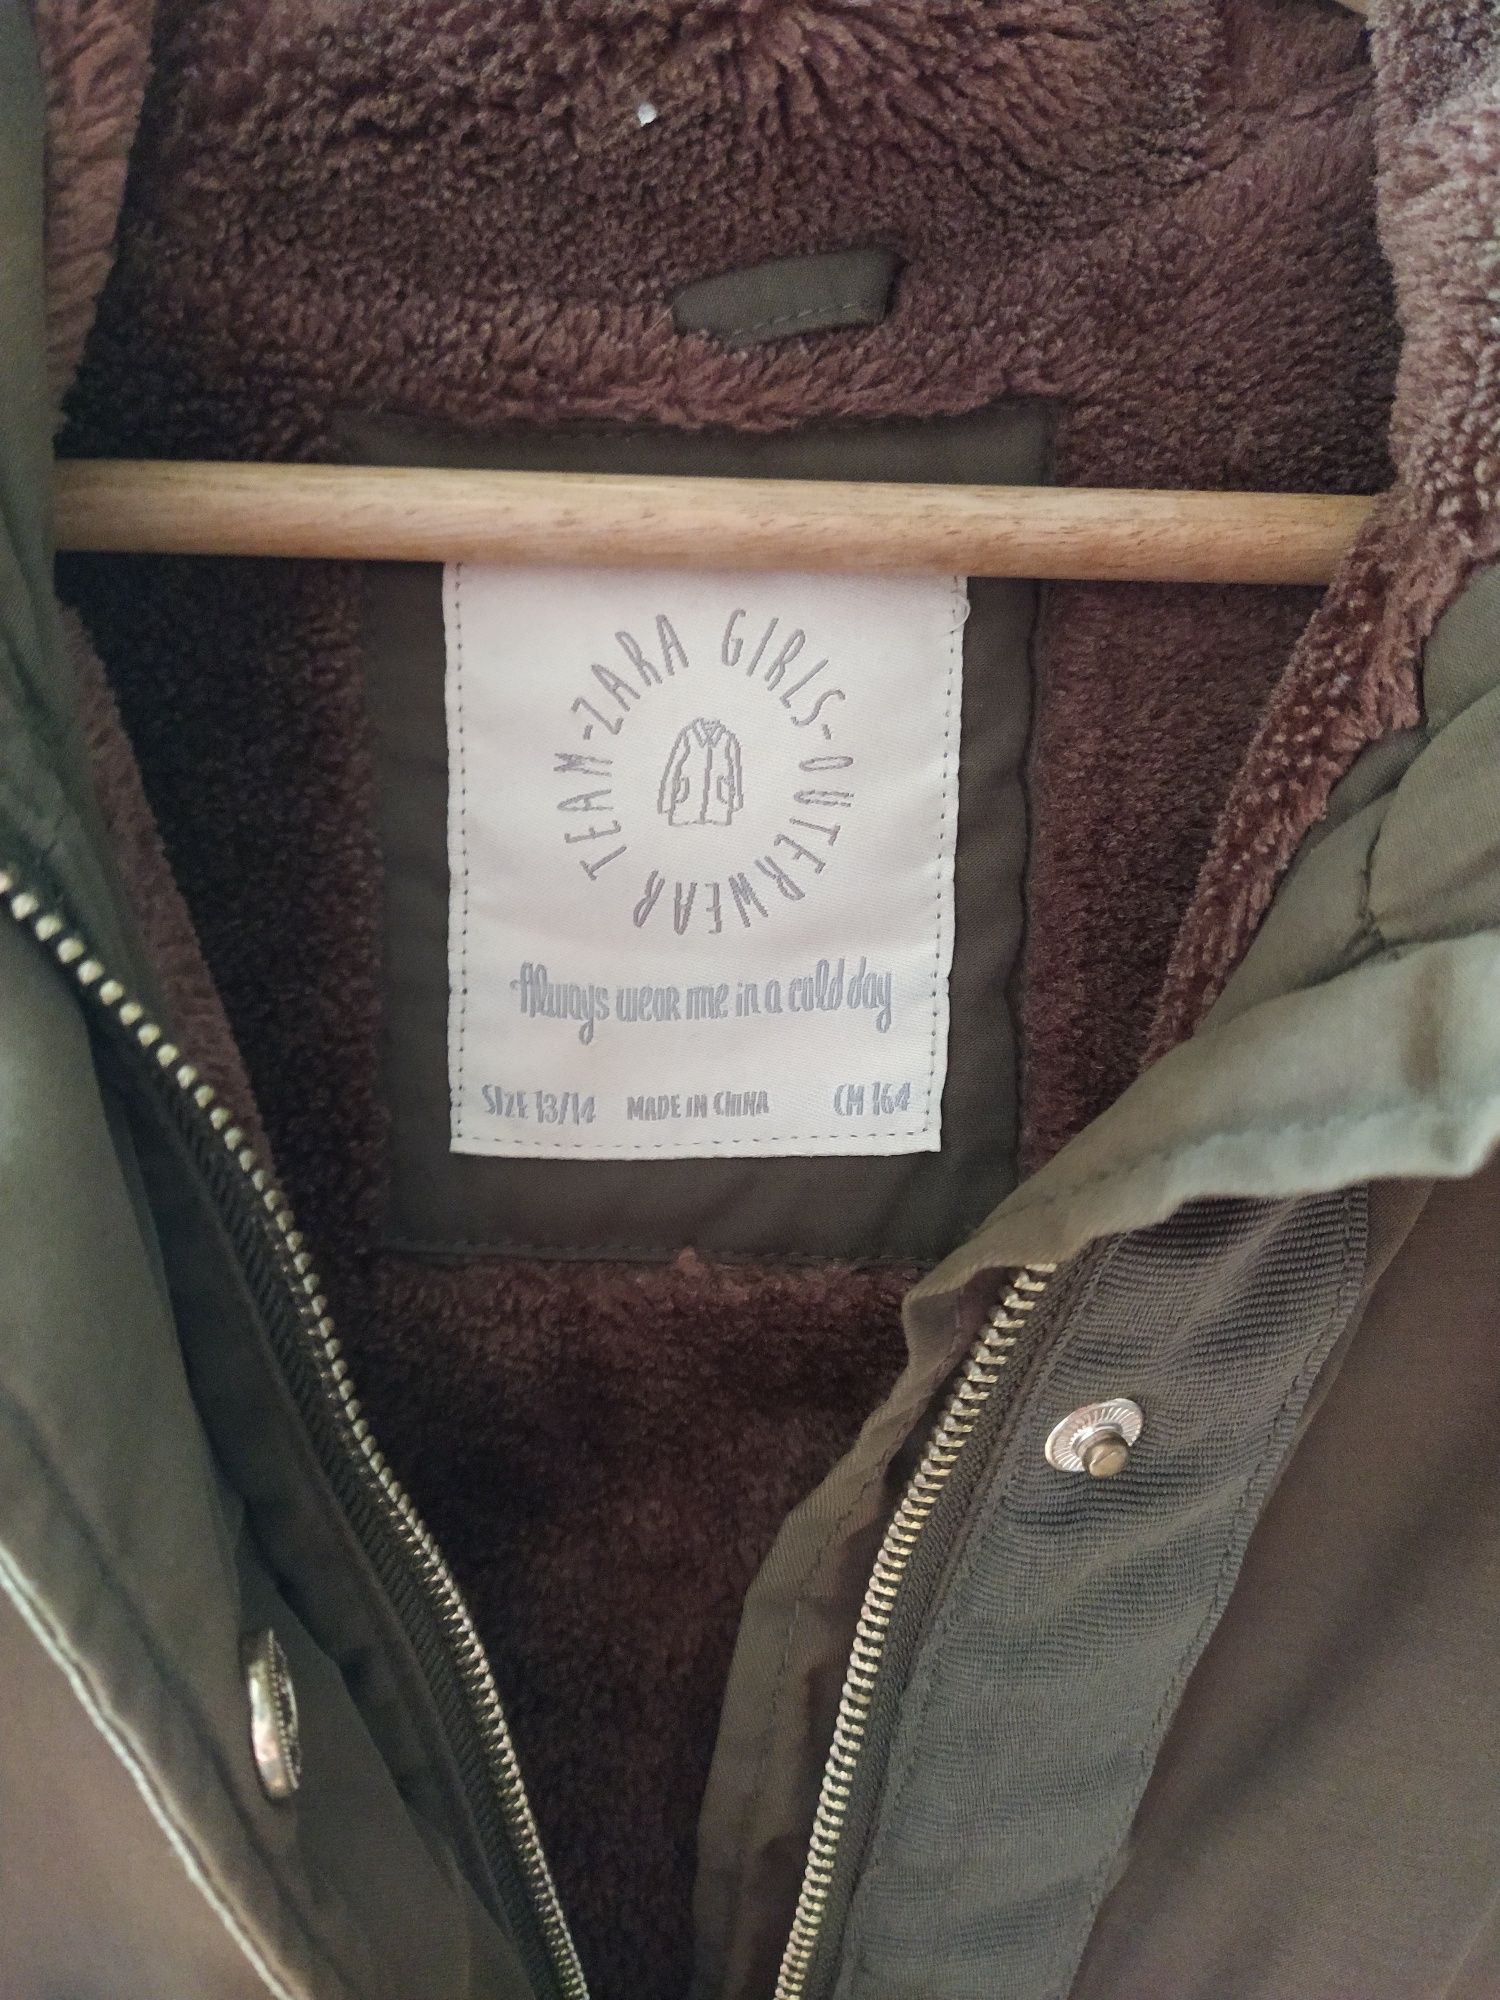 TEAM-ZARA GIRLS-OUTERWEAR
Always wear me in a cold day
SIZE 13/14 MADE IN CHINA CM 164